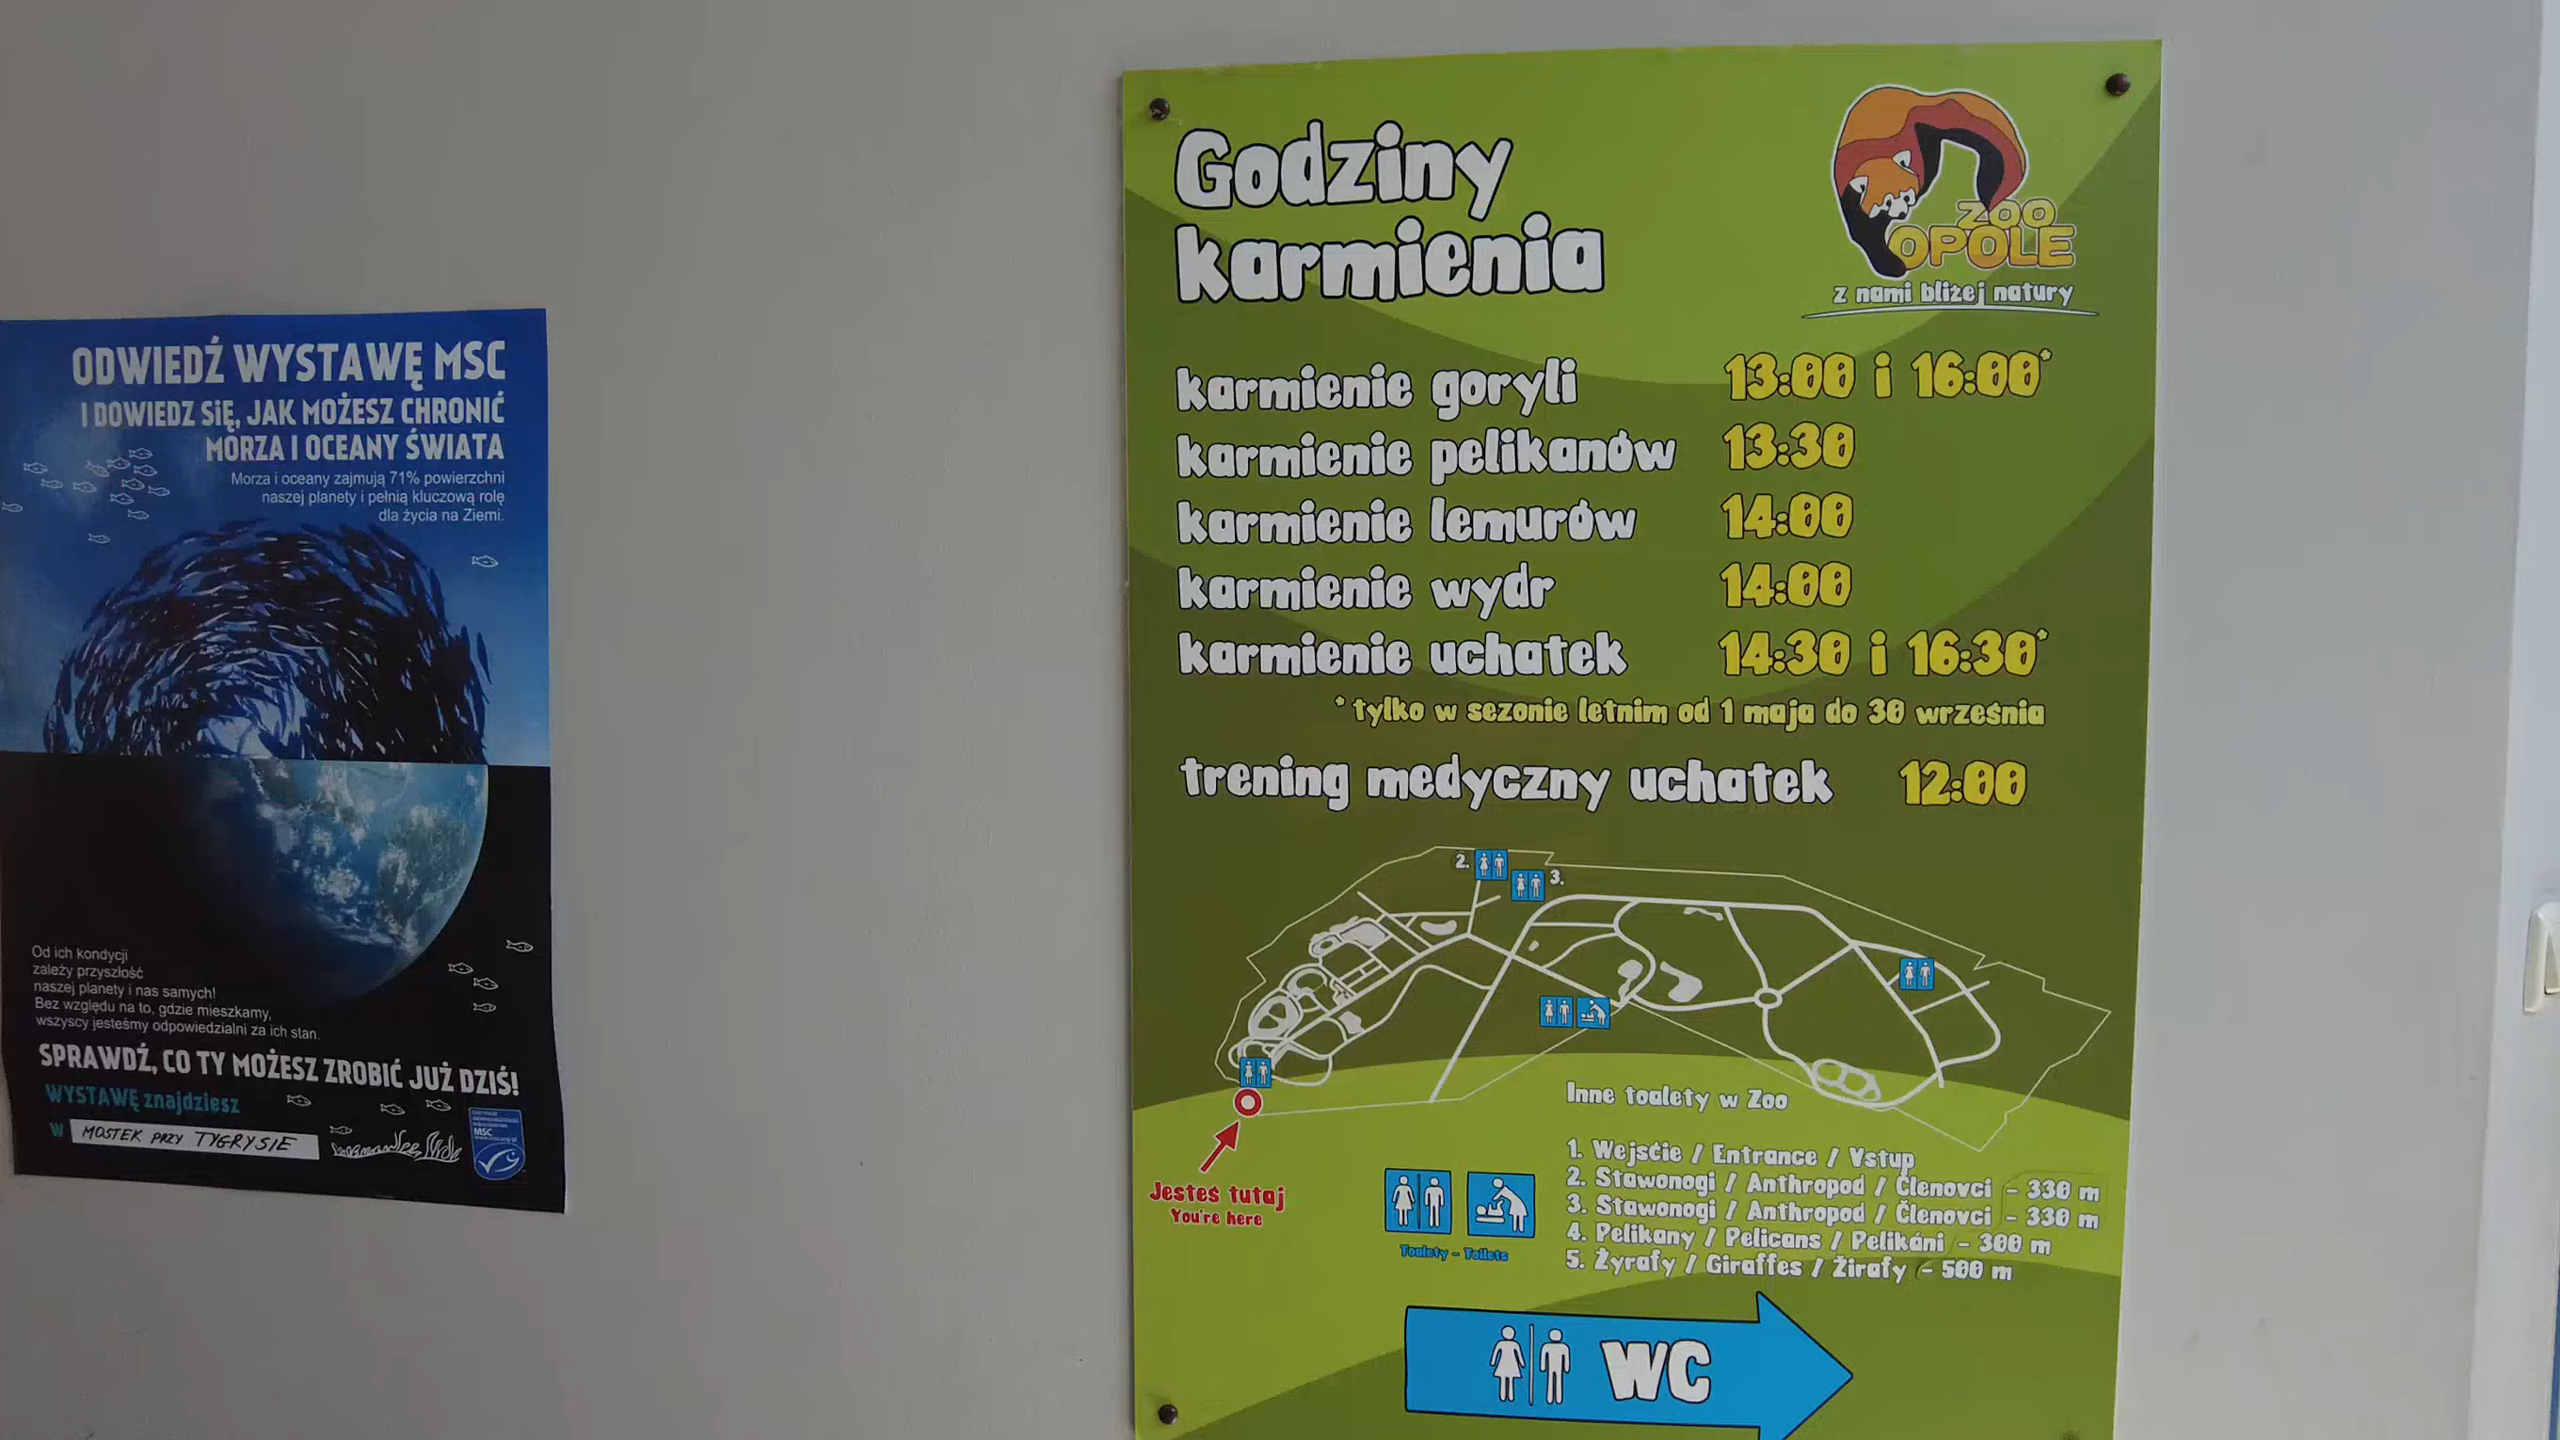 ODWIEDŹ WYSTAWĘ MSC
I DOWIEDZ SIĘ, JAK MOŻESZ CHRONIĆ
MORZA I OCEANY ŚWIATA
Morza i oceany zajmują 71% powierzchni
naszej planety i pełnią kluczową rolę
dla życia na Ziemi.
Od ich kondycji
zależy przyszłość
naszej planety i nas samych!
Bez względu na to, gdzie mieszkamy,
wszyscy jesteśmy odpowiedzialni za ich stan.
SPRAWDŹ, CO TY MOŻESZ ZROBIĆ JUŻ DZIŚ!
WYSTAWĘ znajdziesz
W MOSTEK PRZY TYGRYSIE
MSC
Godziny
karmienia
ZOO
OPOLE
z nami bliżej natury
karmienie goryli 13:00 i 16:00*
karmienie pelikanów 13:30
karmienie lemurów 14:00
karmienie wydr 14:00
karmienie uchatek 14:30 i 16:30*
* tylko w sezonie letnim od 1 maja do 30 września
trening medyczny uchatek 12:00
2.
3.
Jesteś tutaj
You're here
Toalety - Toilets
Inne toalety w Zoo
1. Wejście / Entrance / Vstup
2. Stawonogi / Anthropod / Členovci - 330 m
3. Stawonogi / Anthropod / Členovci - 330 m
4. Pelikany / Pelicans / Pelikáni - 300 m
5. Żyrafy / Giraffes / Žirafy - 500 m
WC